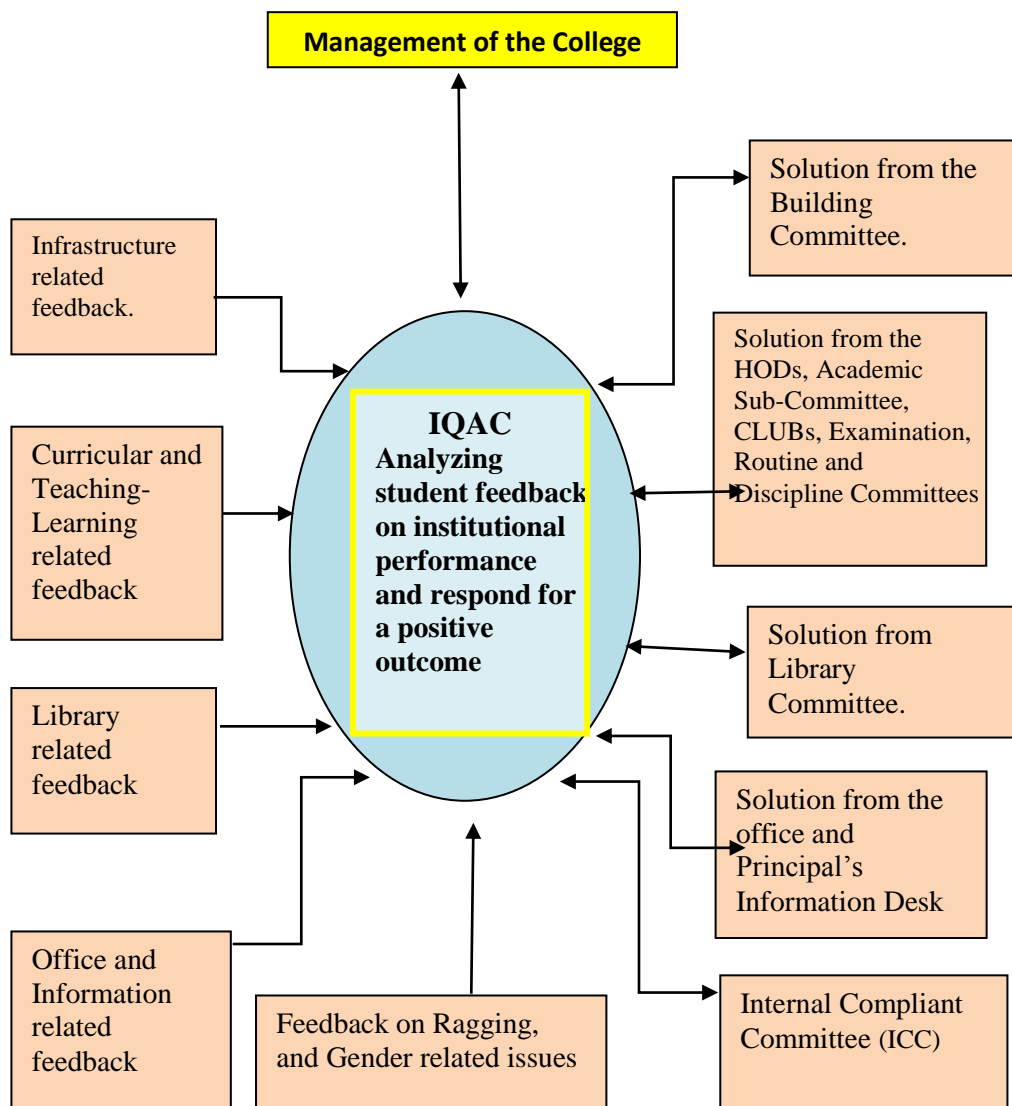 Management of the College
Solution from the
Building
Committee.
Infrastructure
related
feedback.
Solution from the
HODs, Academic
Sub-Committee,
CLUBs, Examination,
Routine and
Discipline Committees
IQAC
Analyzing
student feedback
on institutional
performance
and respond for
a positive
outcome
Curricular and
Teaching-
Learning
related
feedback
Solution from
Library
Committee.
Library
related
feedback
Solution from the
office and
Principal’s
Information Desk
Office and
Information
related
feedback
Feedback on Ragging,
and Gender related issues
Internal Compliant
Committee (ICC)